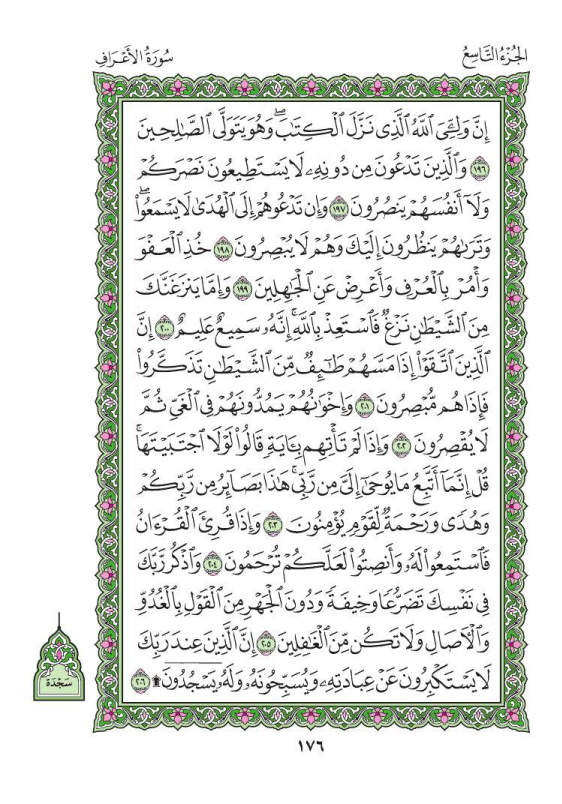 الجُزْءُ التَّاسِعُ
سُورَةُ الأَعْرَافِ
إِنَّ وَلِـِّۧيَ ٱللَّهُ ٱلَّذِي نَزَّلَ ٱلْكِتَـٰبَۖ وَهُوَ يَتَوَلَّى ٱلصَّـٰلِحِينَ
١٩٦ وَٱلَّذِينَ تَدْعُونَ مِن دُونِهِۦ لَا يَسْتَطِيعُونَ نَصْرَكُمْ
وَلَآ أَنفُسَهُمْ يَنصُرُونَ ١٩٧ وَإِن تَدْعُوهُمْ إِلَى ٱلْهُدَىٰ لَا يَسْمَعُوا۟ۖ
وَتَرَىٰهُمْ يَنظُرُونَ إِلَيْكَ وَهُمْ لَا يُبْصِرُونَ ١٩٨ خُذِ ٱلْعَفْوَ
وَأْمُرْ بِٱلْعُرْفِ وَأَعْرِضْ عَنِ ٱلْجَـٰهِلِينَ ١٩٩ وَإِمَّا يَنزَغَنَّكَ
مِنَ ٱلشَّيْطَـٰنِ نَزْغٌ فَٱسْتَعِذْ بِٱللَّهِۚ إِنَّهُۥ سَمِيعٌ عَلِيمٌ ٢٠٠ إِنَّ
ٱلَّذِينَ ٱتَّقَوْا۟ إِذَا مَسَّهُمْ طَـٰٓئِفٌ مِّنَ ٱلشَّيْطَـٰنِ تَذَكَّرُوا۟
فَإِذَا هُم مُّبْصِرُونَ ٢٠١ وَإِخْوَٰنُهُمْ يَمُدُّونَهُمْ فِي ٱلْغَيِّ ثُمَّ
لَا يُقْصِرُونَ ٢٠٢ وَإِذَا لَمْ تَأْتِهِم بِـَٔايَةٍ قَالُوا۟ لَوْلَا ٱجْتَبَيْتَهَاۚ
قُلْ إِنَّمَآ أَتَّبِعُ مَا يُوحَىٰٓ إِلَيَّ مِن رَّبِّيۚ هَـٰذَا بَصَآئِرُ مِن رَّبِّكُمْ
وَهُدًى وَرَحْمَةٌ لِّقَوْمٍ يُؤْمِنُونَ ٢٠٣ وَإِذَا قُرِئَ ٱلْقُرْءَانُ
فَٱسْتَمِعُوا۟ لَهُۥ وَأَنصِتُوا۟ لَعَلَّكُمْ تُرْحَمُونَ ٢٠٤ وَٱذْكُر رَّبَّكَ
فِي نَفْسِكَ تَضَرُّعًا وَخِيفَةً وَدُونَ ٱلْجَهْرِ مِنَ ٱلْقَوْلِ بِٱلْغُدُوِّ
وَٱلْـَٔاصَالِ وَلَا تَكُن مِّنَ ٱلْغَـٰفِلِينَ ٢٠٥ إِنَّ ٱلَّذِينَ عِندَ رَبِّكَ
لَا يَسْتَكْبِرُونَ عَنْ عِبَادَتِهِۦ وَيُسَبِّحُونَهُۥ وَلَهُۥ يَسْجُدُونَ۩ ٢٠٦
سَجْدَة
١٧٦